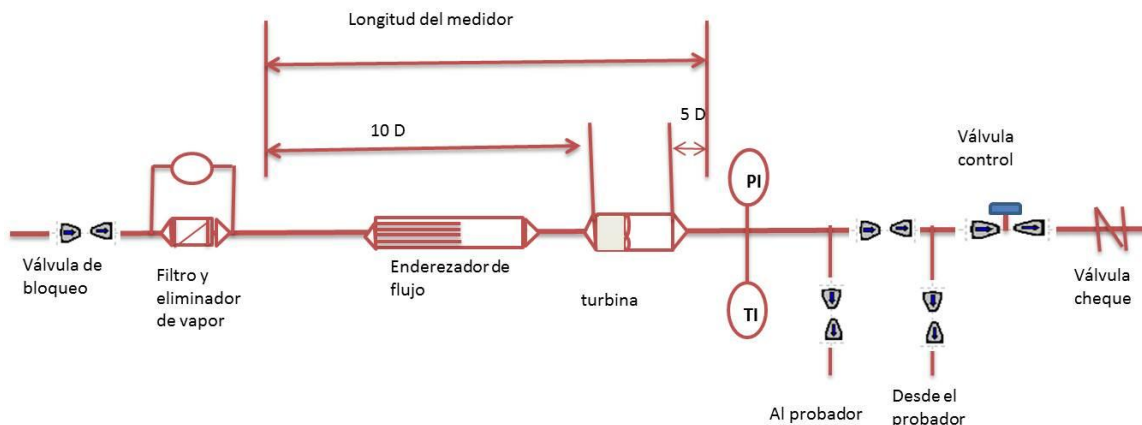 Longitud del medidor
5 D
10 D
Válvula
control
PI
Válvula de
bloqueo
Filtro y
eliminador
de vapor
Enderezador de
flujo
turbina
TI
Válvula
cheque
Al probador
Desde el
probador